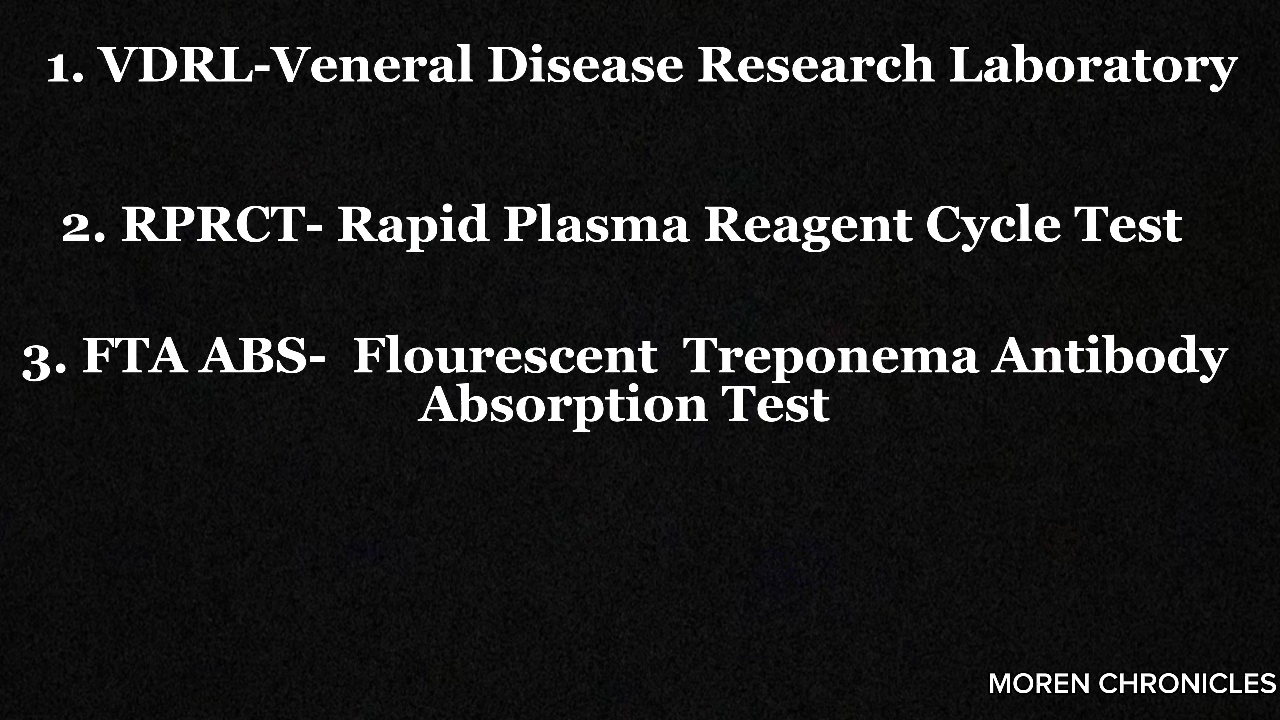 1. VDRL-Veneral Disease Research Laboratory
2. RPRCT- Rapid Plasma Reagent Cycle Test
3. FTA ABS-  Flourescent  Treponema Antibody
Absorption Test
MOREN CHRONICLES